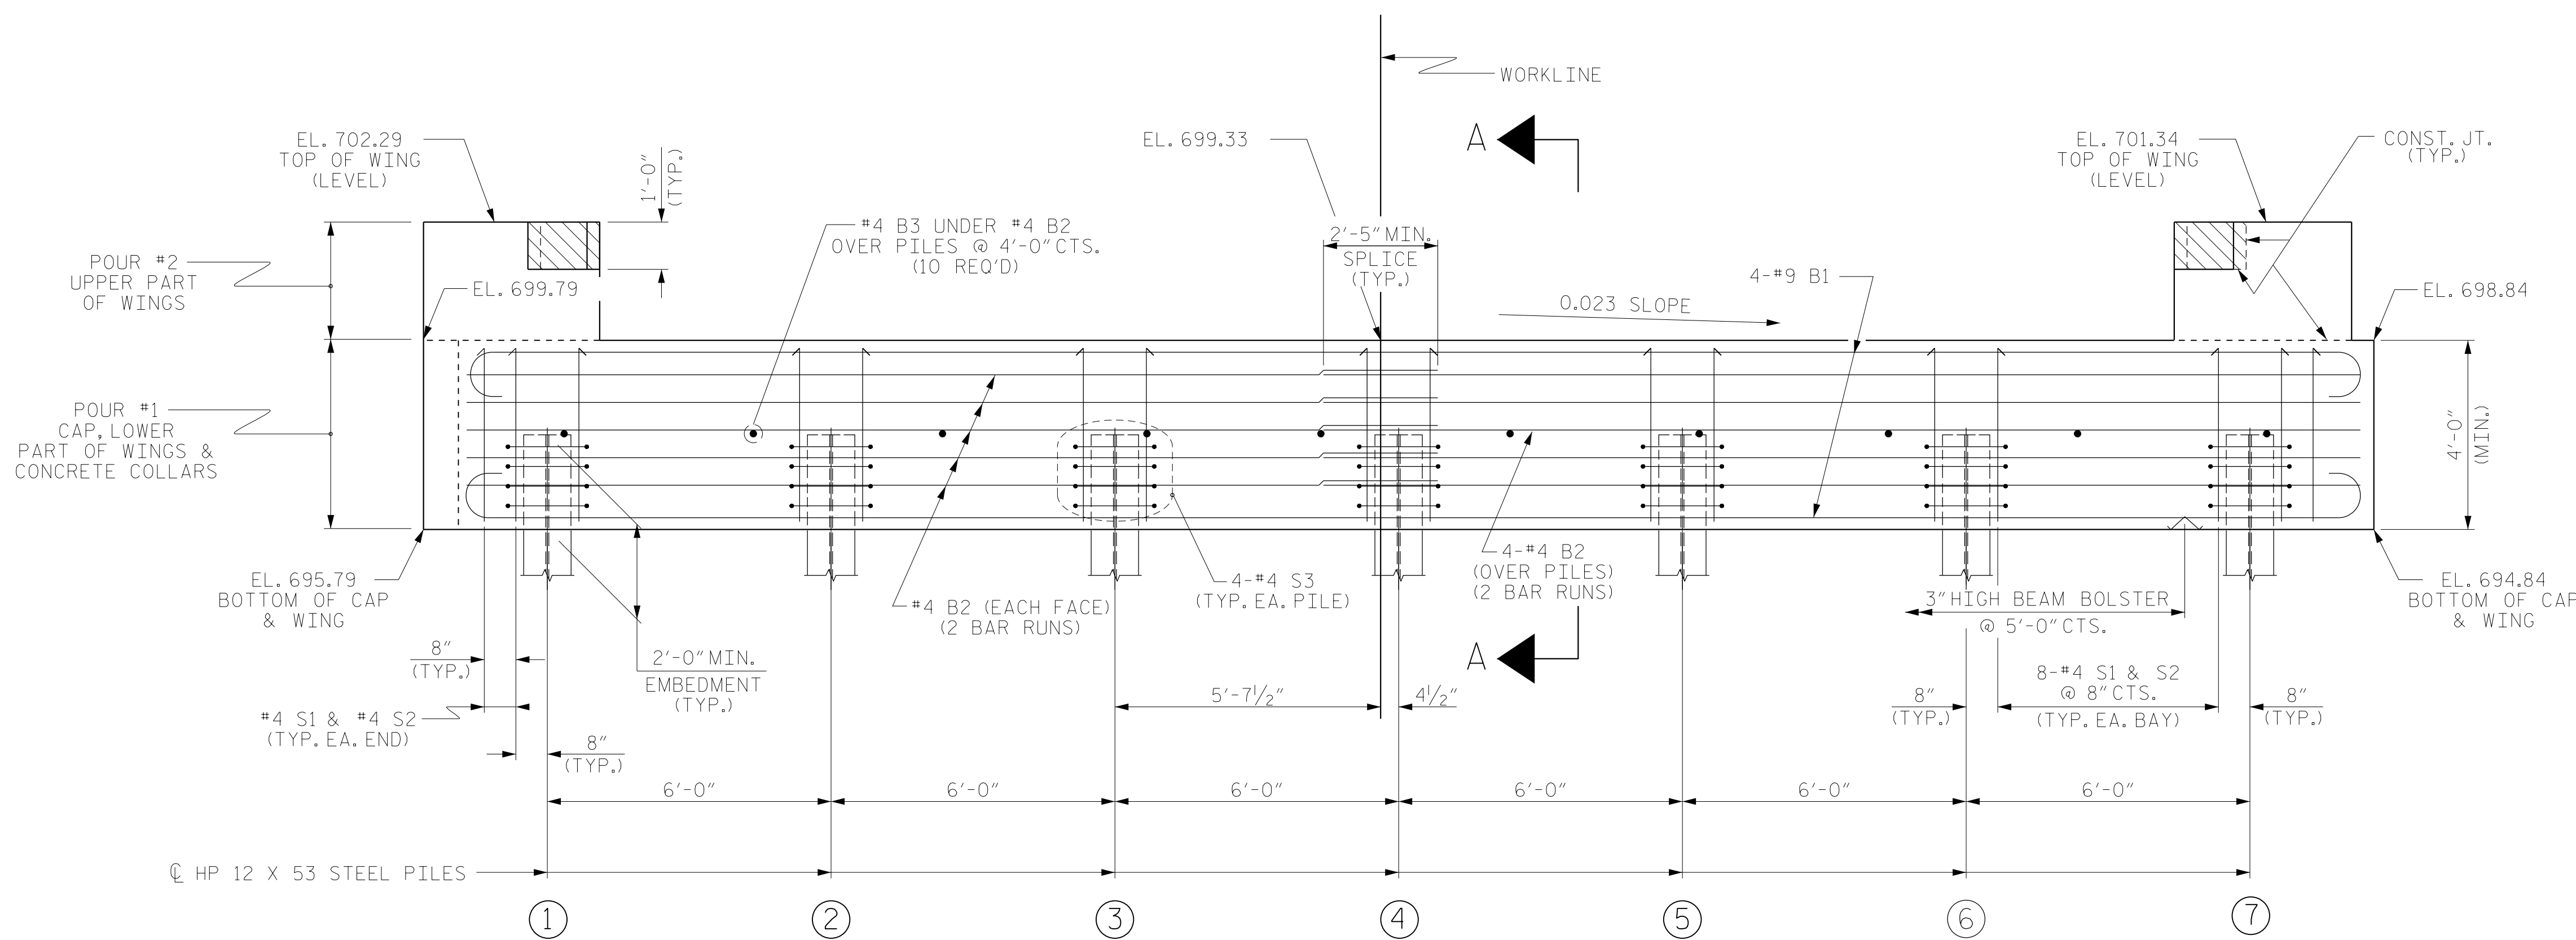 WORKLINE
A
EL. 702.29
TOP OF WING
(LEVEL)
1'-0"
(TYP.)
EL. 699.33
EL. 701.34
TOP OF WING
(LEVEL)
CONST. JT.
(TYP.)
#4 B3 UNDER #4 B2
OVER PILES @ 4'-0" CTS.
(10 REQ'D)
2'-5" MIN.
SPLICE
(TYP.)
POUR #2
UPPER PART
OF WINGS
EL. 699.79
4-#9 B1
0.023 SLOPE
EL. 698.84
POUR #1
CAP, LOWER
PART OF WINGS &
CONCRETE COLLARS
4'-0"
(MIN.)
EL. 695.79
BOTTOM OF CAP
& WING
#4 B2 (EACH FACE)
(2 BAR RUNS)
4-#4 S3
(TYP. EA. PILE)
4-#4 B2
(OVER PILES)
(2 BAR RUNS)
3" HIGH BEAM BOLSTER
@ 5'-0" CTS.
EL. 694.84
BOTTOM OF CAP
& WING
8"
(TYP.)
2'-0" MIN.
EMBEDMENT
(TYP.)
A
#4 S1 & #4 S2
(TYP. EA. END)
8"
(TYP.)
5'-7 1/2"
4 1/2"
8"
(TYP.)
8-#4 S1 & S2
@ 8" CTS.
(TYP. EA. BAY)
8"
(TYP.)
6'-0"
6'-0"
6'-0"
6'-0"
6'-0"
6'-0"
℄ HP 12 X 53 STEEL PILES
1
2
3
4
5
6
7